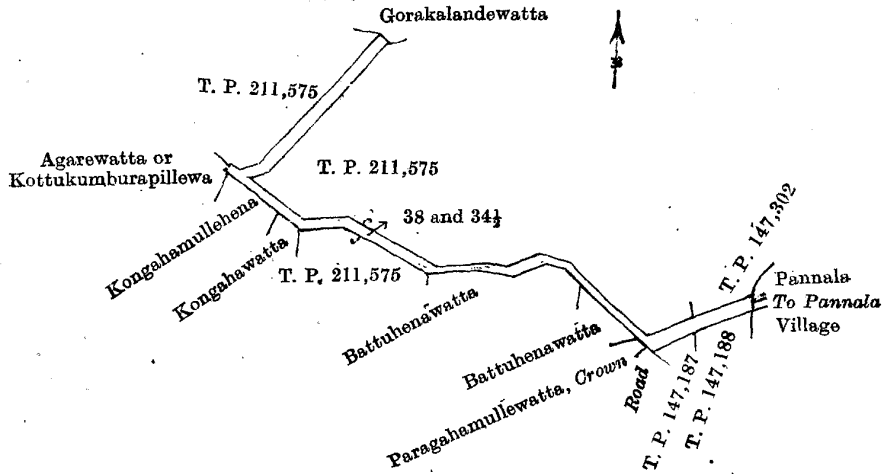 Gorakalandewatta
T. P. 211,575
Agarewatta or
Kottukumburapillewa
T. P. 211,575
38 and 34½
Kongahamullehena
Kongahawatta
T. P. 211,575
Battuhenawatta
Battuhenawatta
Paragahamullewatta, Crown
Road
T. P. 147,187
T. P. 147,188
T. P. 147,302
Pannala
To Pannala
Village